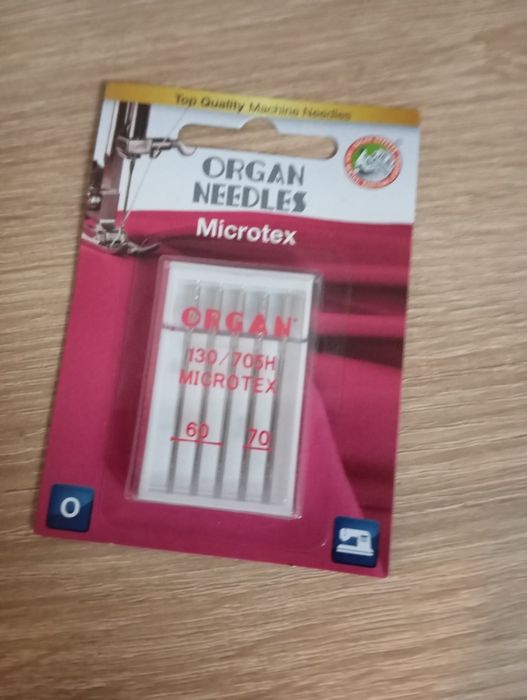 Top Quality Machine Needles
ORGAN
NEEDLES
Microtex
ORGAN
130/705H
MICROTEX
60 70
O